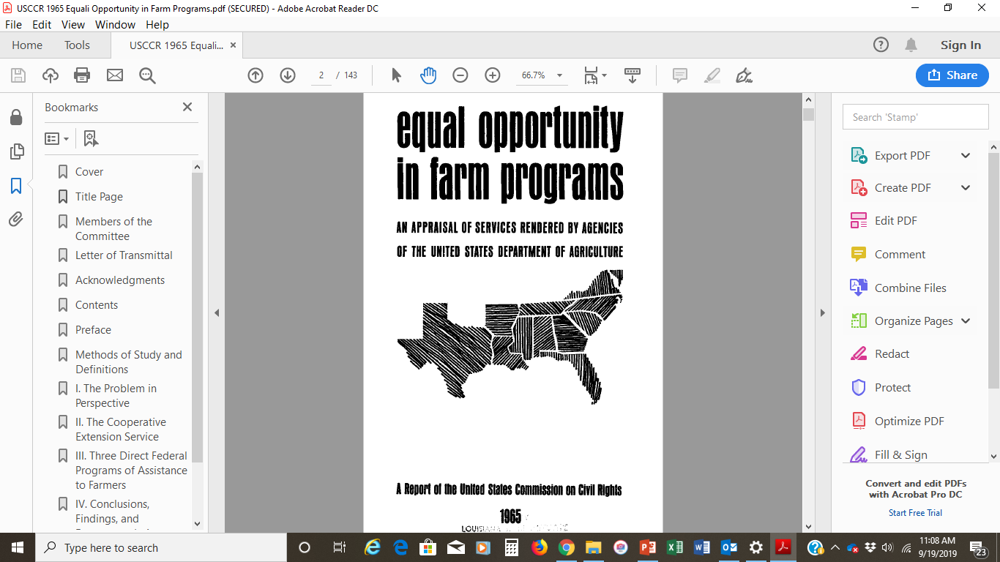 USCCR 1965 Equali Opportunity in Farm Programs.pdf (SECURED) - Adobe Acrobat Reader DC
File Edit View Window Help
Home Tools USCCR 1965 Equali... × Sign In
2 / 143 66.7% Share
Bookmarks
Cover
Title Page
Members of the
Committee
Letter of Transmittal
Acknowledgments
Contents
Preface
Methods of Study and
Definitions
I. The Problem in
Perspective
II. The Cooperative
Extension Service
III. Three Direct Federal
Programs of Assistance
to Farmers
IV. Conclusions,
Findings, and
equal opportunity
in farm programs
AN APPRAISAL OF SERVICES RENDERED BY AGENCIES
OF THE UNITED STATES DEPARTMENT OF AGRICULTURE
A Report of the United States Commission on Civil Rights
1965
Search 'Stamp'
Export PDF
Create PDF
Edit PDF
Comment
Combine Files
Organize Pages
Redact
Protect
Optimize PDF
Fill & Sign
Convert and edit PDFs
with Acrobat Pro DC
Start Free Trial
Type here to search
11:08 AM
9/19/2019
23